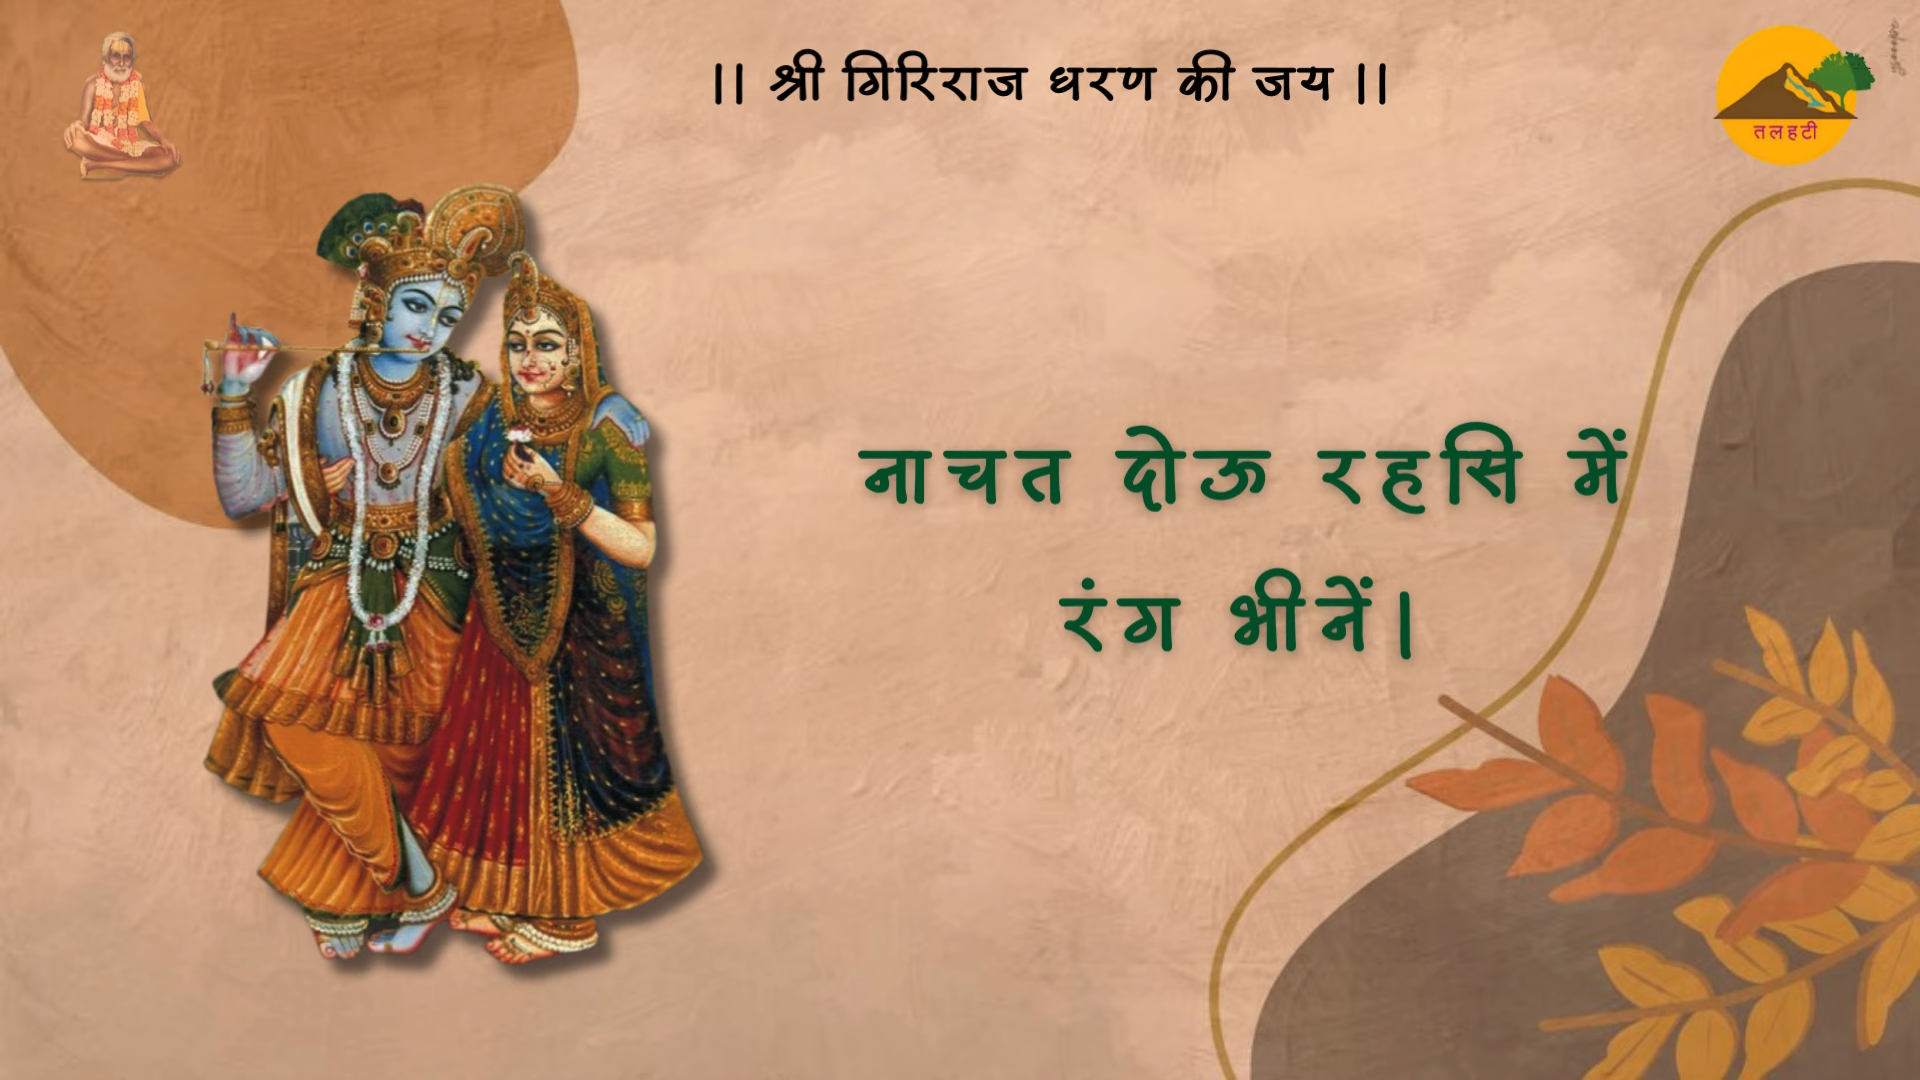 || श्री गिरिराज धरण की जय ||
तलहटी
नाचत दोऊ रहसि में
रंग भीनें।